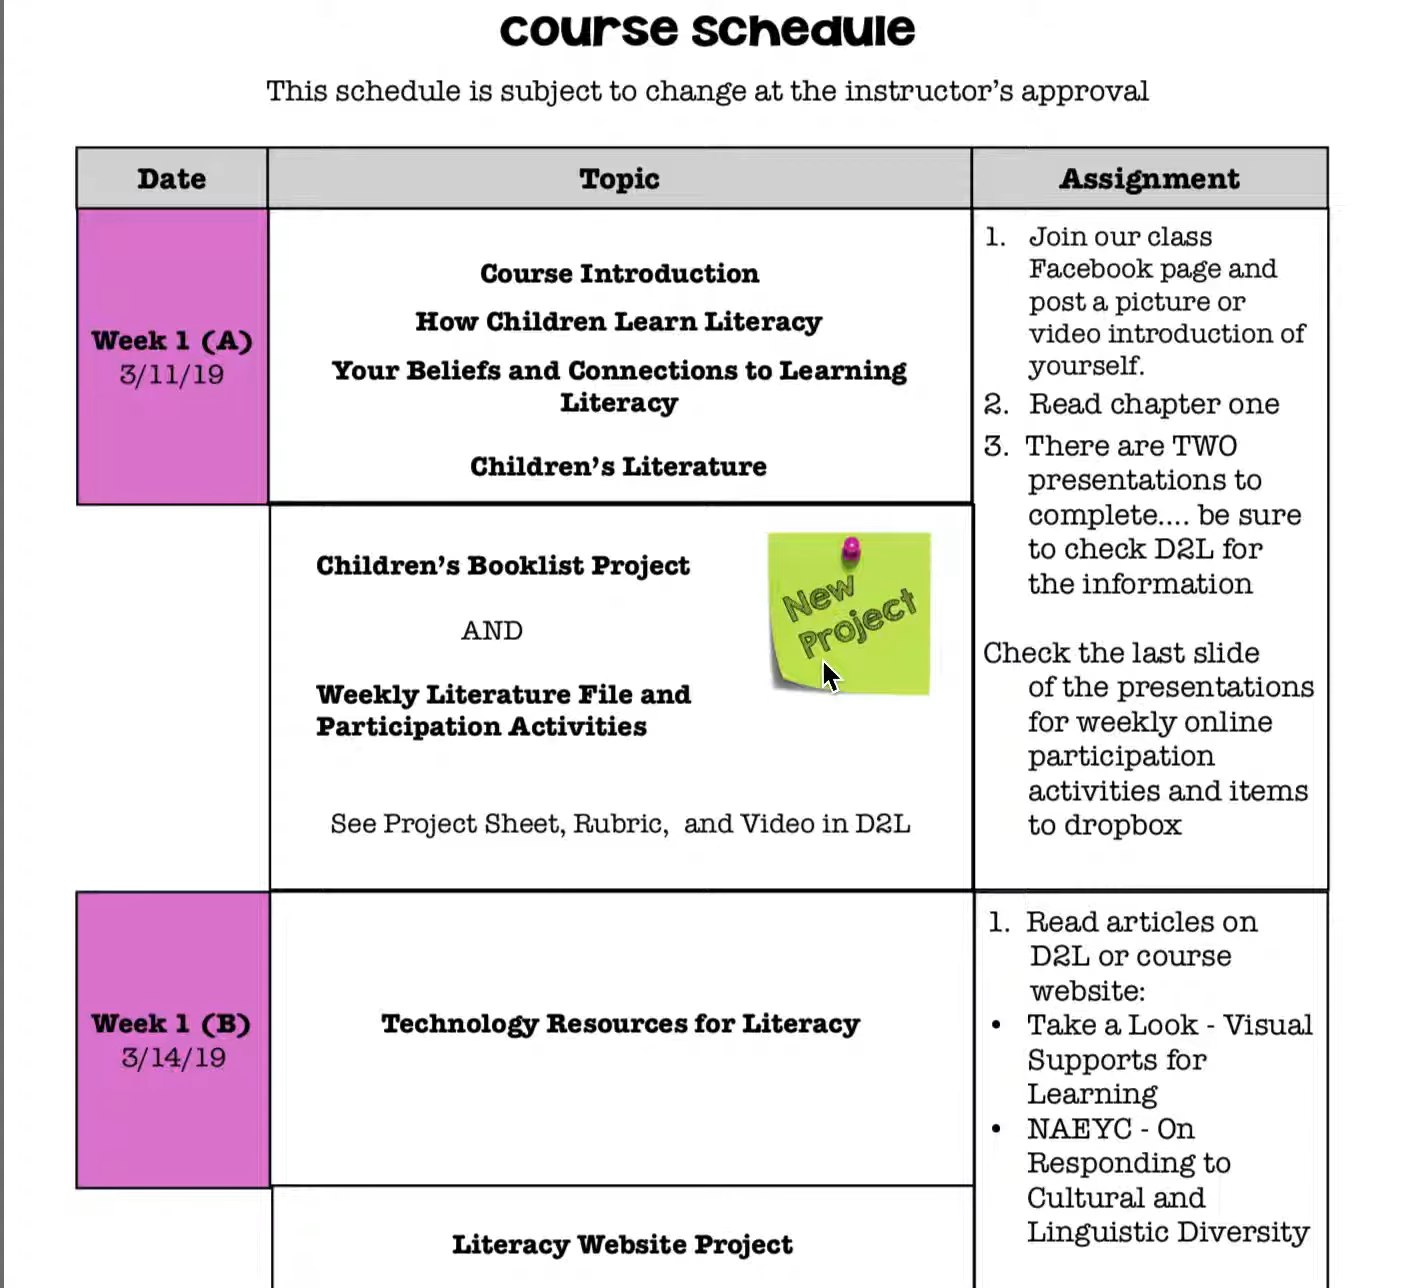 course schedule
This schedule is subject to change at the instructor's approval
Date
Topic
Assignment
Week 1 (A)
3/11/19
Course Introduction
How Children Learn Literacy
Your Beliefs and Connections to Learning
Literacy
Children's Literature
1. Join our class
Facebook page and
post a picture or
video introduction of
yourself.
2. Read chapter one
3. There are TWO
presentations to
complete.... be sure
to check D2L for
the information
Check the last slide
of the presentations
for weekly online
participation
activities and items
to dropbox
Children's Booklist Project
AND
Weekly Literature File and
Participation Activities
New
Project
See Project Sheet, Rubric, and Video in D2L
Week 1 (B)
3/14/19
Technology Resources for Literacy
1. Read articles on
D2L or course
website:
• Take a Look - Visual
Supports for
Learning
• NAEYC - On
Responding to
Cultural and
Linguistic Diversity
Literacy Website Project